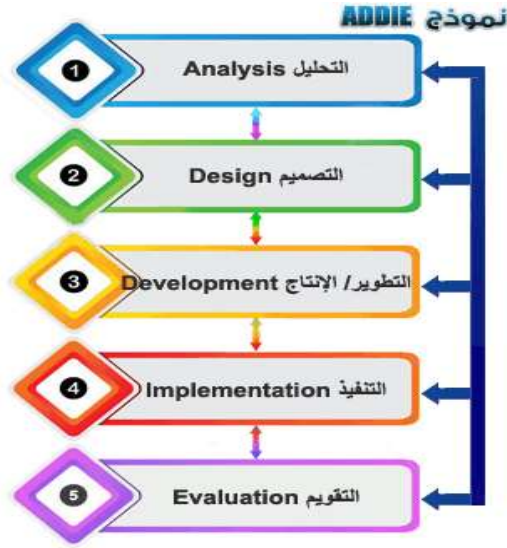 نموذج ADDIE
1
التحليل Analysis
2
التصميم Design
3
التطوير/ الإنتاج Development
4
التنفيذ Implementation
5
التقويم Evaluation